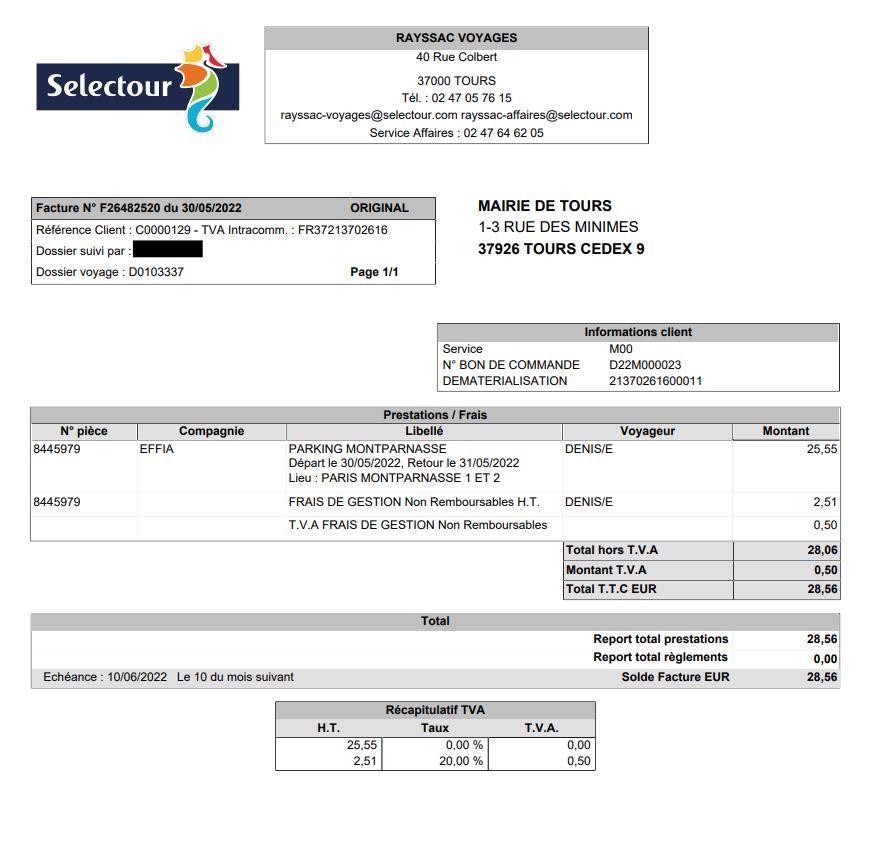 Selectour
RAYSSAC VOYAGES
40 Rue Colbert
37000 TOURS
Tél. : 02 47 05 76 15
rayssac-voyages@selectour.com rayssac-affaires@selectour.com
Service Affaires : 02 47 64 62 05
Facture N° F26482520 du 30/05/2022 ORIGINAL
Référence Client : C0000129 - TVA Intracomm. : FR37213702616
Dossier suivi par :
Dossier voyage : D0103337 Page 1/1
MAIRIE DE TOURS
1-3 RUE DES MINIMES
37926 TOURS CEDEX 9
Informations client
Service M00
N° BON DE COMMANDE D22M000023
DEMATERIALISATION 21370261600011
Prestations / Frais
N° pièce Compagnie Libellé Voyageur Montant
8445979 EFFIA PARKING MONTPARNASSE DENIS/E 25,55
Départ le 30/05/2022, Retour le 31/05/2022
Lieu : PARIS MONTPARNASSE 1 ET 2
8445979 FRAIS DE GESTION Non Remboursables H.T. DENIS/E 2,51
T.V.A FRAIS DE GESTION Non Remboursables 0,50
Total hors T.V.A 28,06
Montant T.V.A 0,50
Total T.T.C EUR 28,56
Total
Report total prestations 28,56
Report total règlements 0,00
Echéance : 10/06/2022 Le 10 du mois suivant Solde Facture EUR 28,56
Récapitulatif TVA
H.T. Taux T.V.A.
25,55 0,00 % 0,00
2,51 20,00 % 0,50